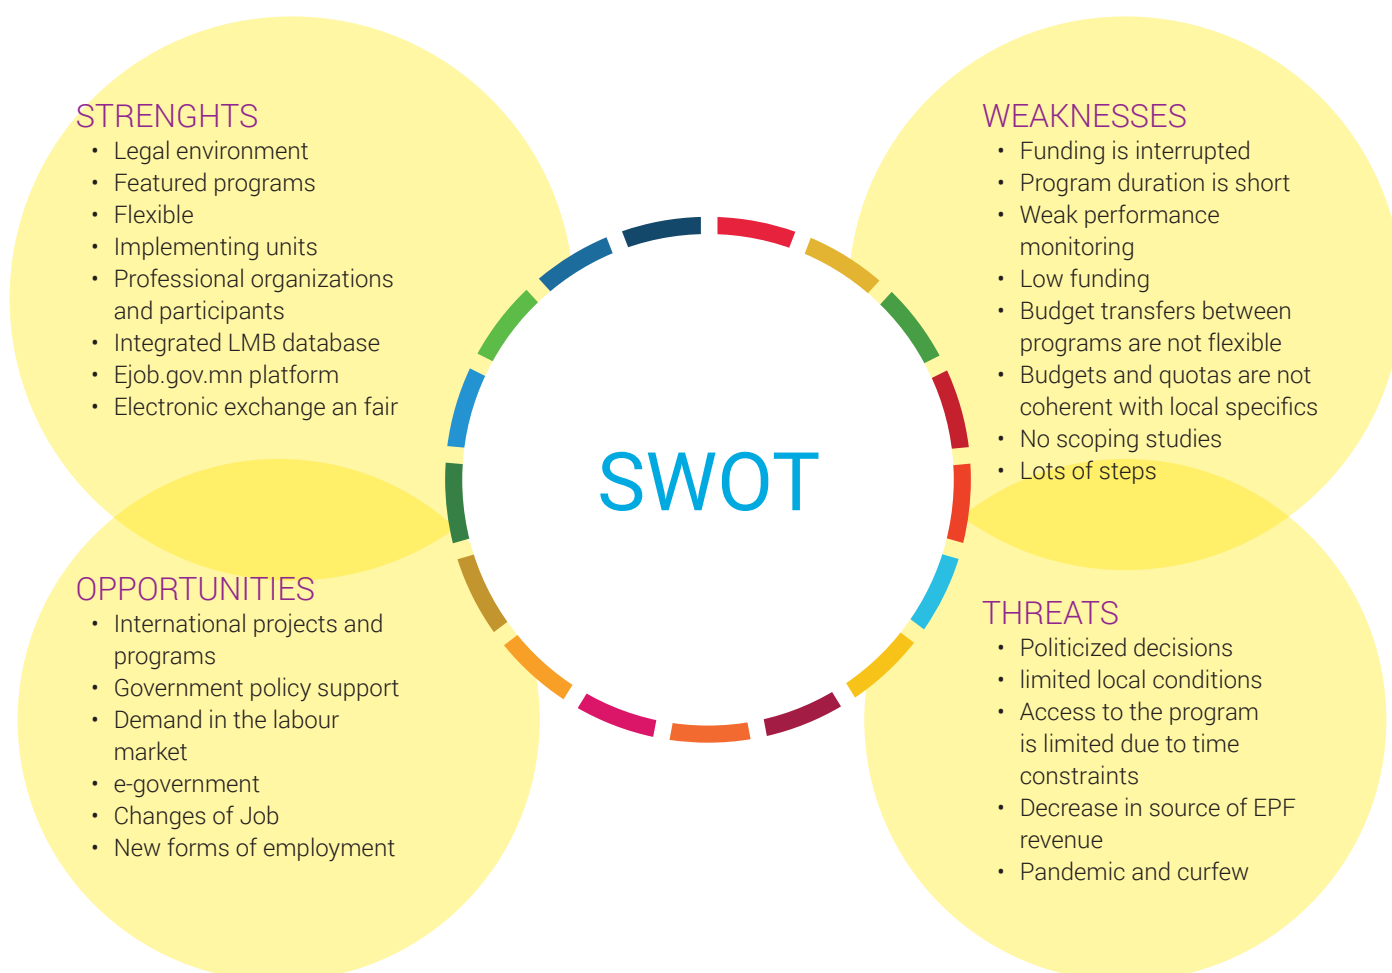 STRENGHTS
• Legal environment
• Featured programs
• Flexible
• Implementing units
• Professional organizations
and participants
• Integrated LMB database
• Ejob.gov.mn platform
• Electronic exchange an fair
WEAKNESSES
• Funding is interrupted
• Program duration is short
• Weak performance
monitoring
• Low funding
• Budget transfers between
programs are not flexible
• Budgets and quotas are not
coherent with local specifics
• No scoping studies
• Lots of steps
SWOT
OPPORTUNITIES
• International projects and
programs
• Government policy support
• Demand in the labour
market
• e-government
• Changes of Job
• New forms of employment
THREATS
• Politicized decisions
• limited local conditions
• Access to the program
is limited due to time
constraints
• Decrease in source of EPF
revenue
• Pandemic and curfew